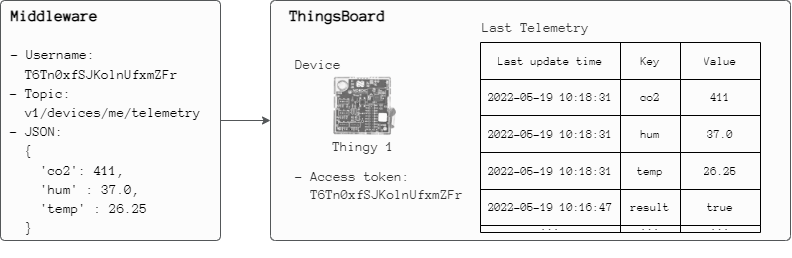 Middleware
- Username:
T6Tn0xfSJKolnUfxmZFr
- Topic:
v1/devices/me/telemetry
- JSON:
{
'co2': 411,
'hum' : 37.0,
'temp' : 26.25
}
ThingsBoard
Device
Thingy 1
- Access token:
T6Tn0xfSJKolnUfxmZFr
Last Telemetry
Last update time Key Value
2022-05-19 10:18:31 co2 411
2022-05-19 10:18:31 hum 37.0
2022-05-19 10:18:31 temp 26.25
2022-05-19 10:16:47 result true
... ... ...